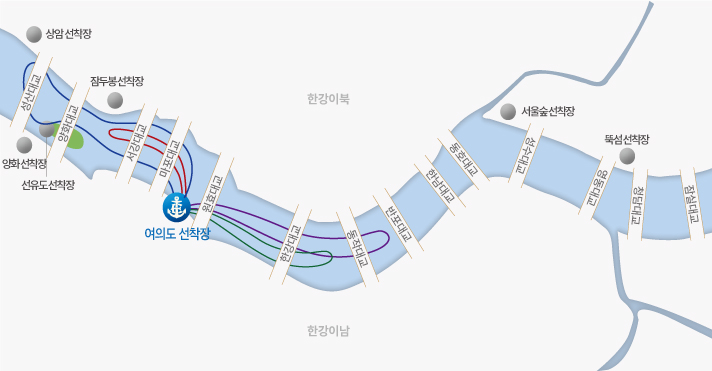 상암 선착장
잠두봉선착장
한강이북
서울숲선착장
뚝섬선착장
성산대교
양화대교
서강대교
마포대교
원효대교
한강대교
동작대교
반포대교
한남대교
동호대교
성수대교
영동대교
청담대교
잠실대교
양화선착장
선유도선착장
여의도 선착장
한강이남